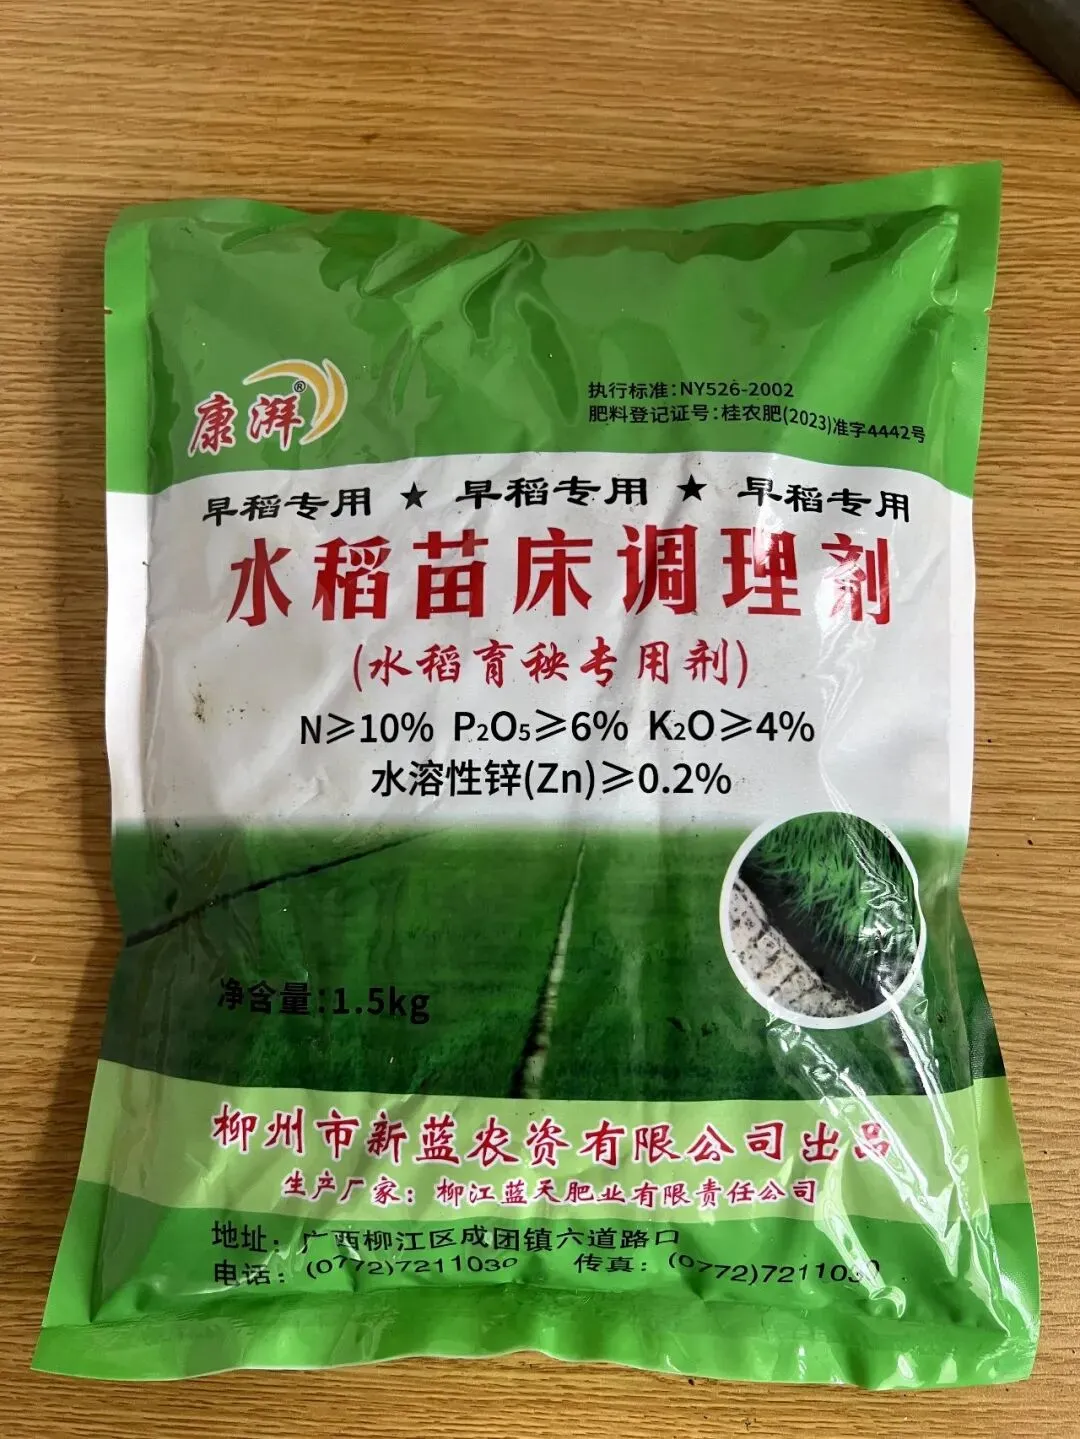 康湃®
执行标准:NY526-2002
肥料登记证号:桂农肥(2023)准字4442号
早稻专用 ★ 早稻专用 ★ 早稻专用
水稻苗床调理剂
(水稻育秧专用剂)
N≥10% P₂O₅≥6% K₂O≥4%
水溶性锌(Zn)≥0.2%
净含量:1.5kg
柳州市新蓝农资有限公司出品
生产厂家:柳江蓝天肥业有限责任公司
地址:广西柳江区成团镇六道路口
电话:(0772)7211030 传真:(0772)7211030